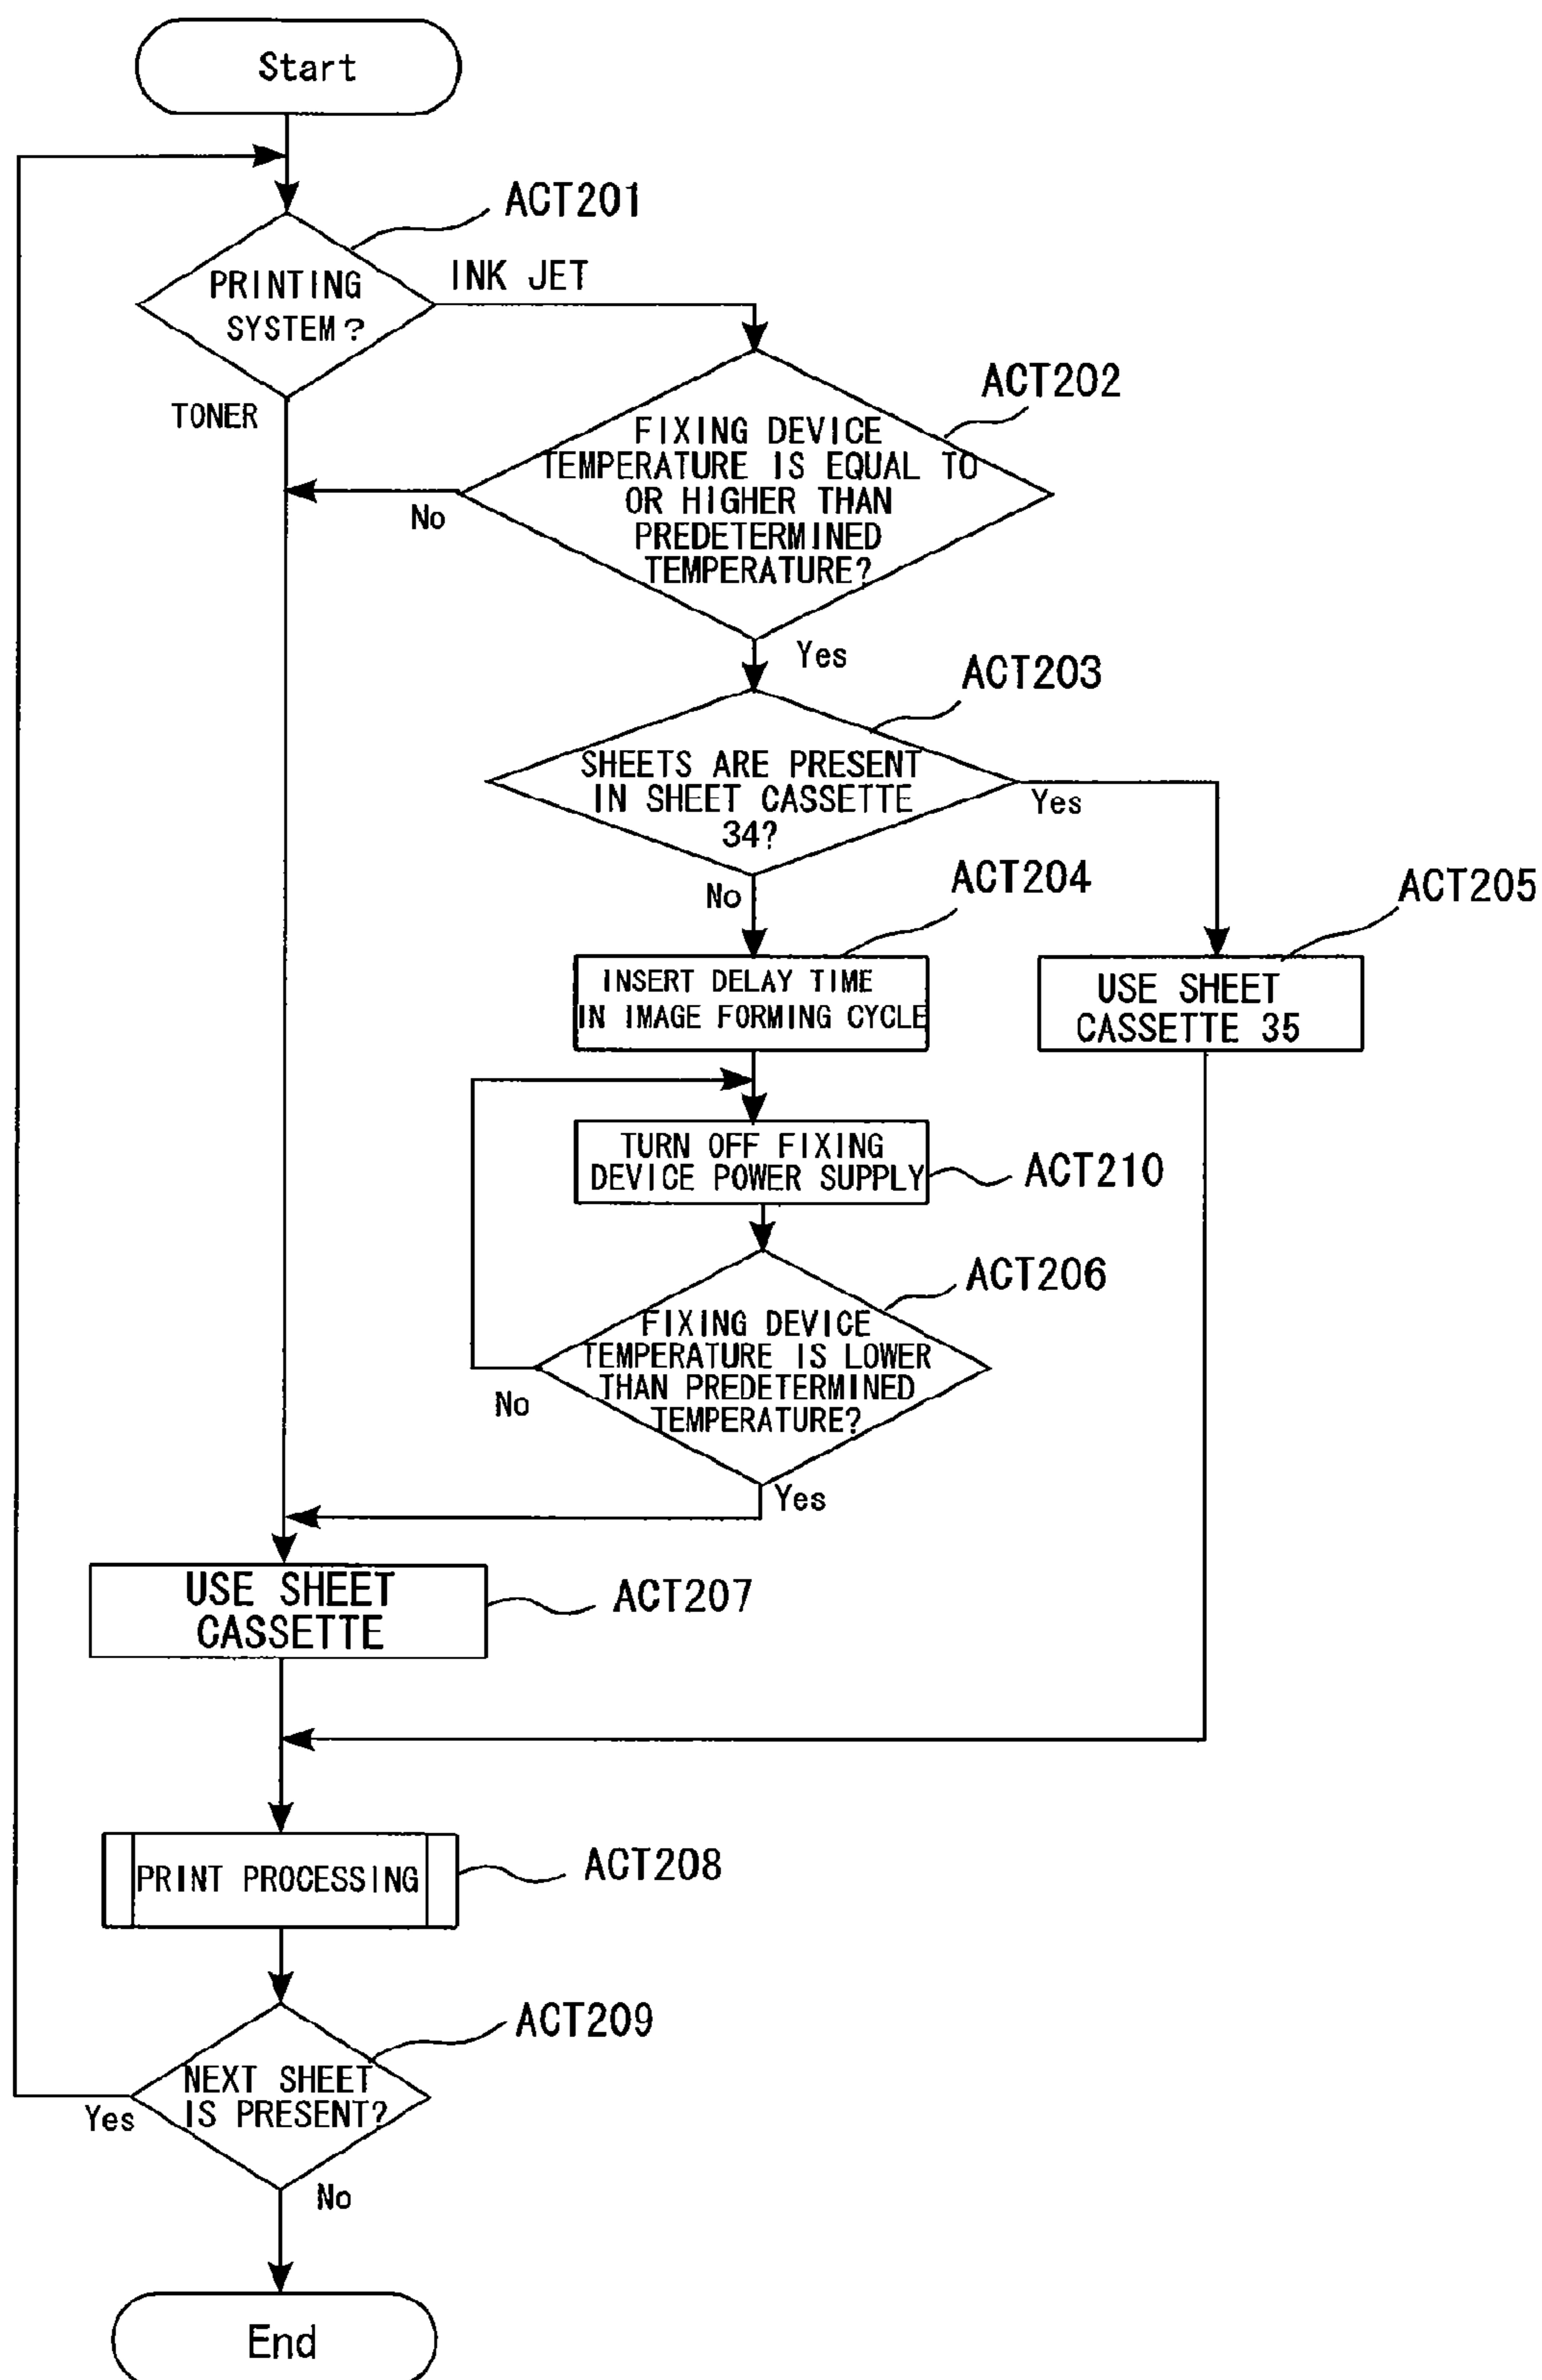 Start
ACT201
PRINTING
SYSTEM?
INK JET
TONER
ACT202
FIXING DEVICE
TEMPERATURE IS EQUAL TO
OR HIGHER THAN
PREDETERMINED
TEMPERATURE?
No
Yes
ACT203
SHEETS ARE PRESENT
IN SHEET CASSETTE
34?
Yes
No
ACT204
INSERT DELAY TIME
IN IMAGE FORMING CYCLE
ACT205
USE SHEET
CASSETTE 35
TURN OFF FIXING
DEVICE POWER SUPPLY
ACT210
ACT206
FIXING DEVICE
TEMPERATURE IS LOWER
THAN PREDETERMINED
TEMPERATURE?
No
Yes
USE SHEET
CASSETTE
ACT207
PRINT PROCESSING
ACT208
ACT209
NEXT SHEET
IS PRESENT?
Yes
No
End